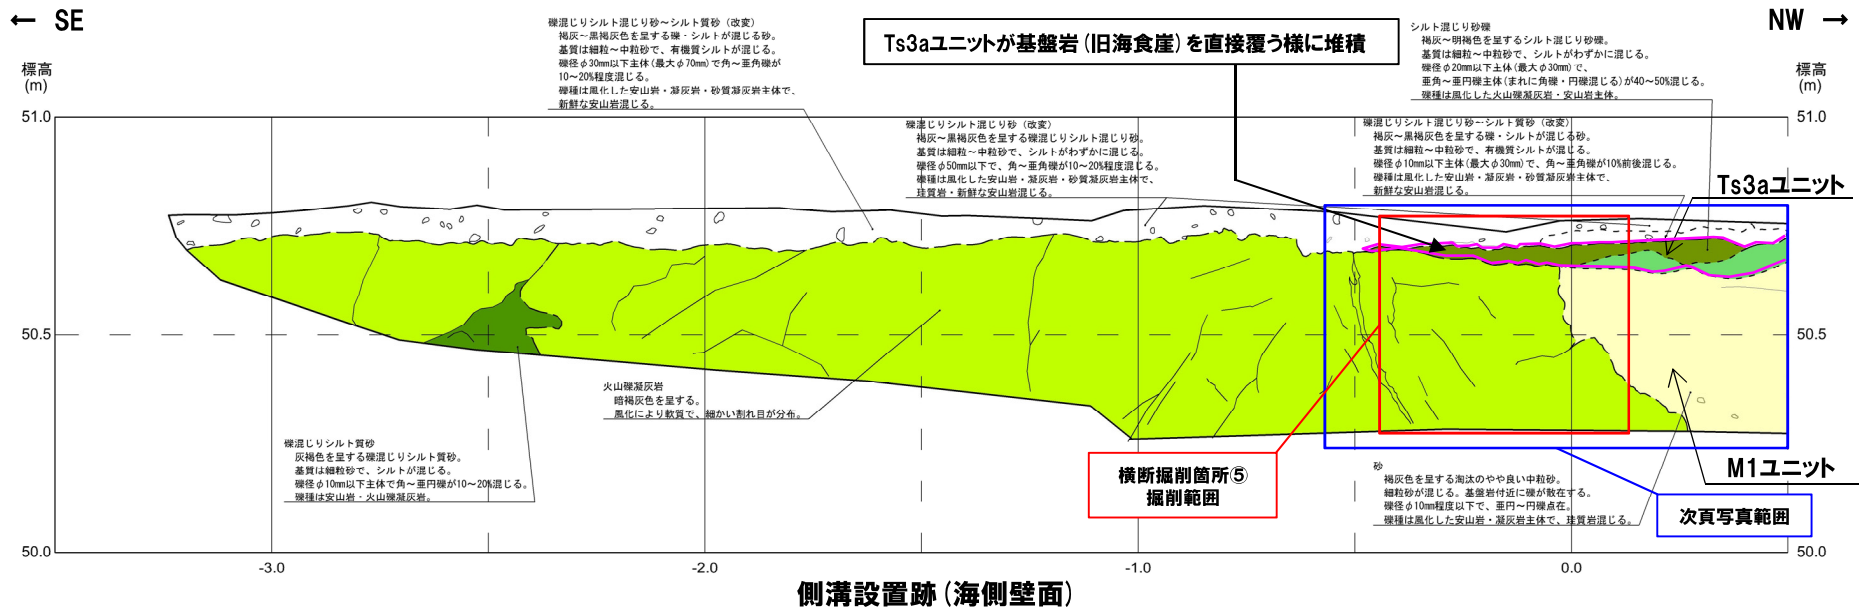 ← SE
NW →
標高
(m)
標高
(m)
礫混じりシルト混じり砂～シルト質砂（改変）
褐灰～黒褐灰色を呈する礫・シルトが混じる砂。
基質は細粒～中粒砂で、有機質シルトが混じる。
礫径φ30mm以下主体(最大φ70mm)で角～亜角礫が
10～20%程度混じる。
礫種は風化した安山岩・凝灰岩・砂質凝灰岩主体で、
新鮮な安山岩混じる。
Ts3aユニットが基盤岩(旧海食崖)を直接覆う様に堆積
シルト混じり砂礫
褐灰～明褐色を呈するシルト混じり砂礫。
基質は細粒～中粒砂で、シルトがわずかに混じる。
礫径φ20mm以下主体(最大φ30mm)で、
亜角～亜円礫主体(まれに角礫・円礫混じる)が40～50%混じる。
礫種は風化した火山礫凝灰岩・安山岩主体。
51.0
51.0
礫混じりシルト混じり砂（改変）
褐灰～黒褐灰色を呈する礫混じりシルト混じり砂。
基質は細粒～中粒砂で、シルトがわずかに混じる。
礫径φ50mm以下で、角～亜角礫が10～20%程度混じる。
礫種は風化した安山岩・凝灰岩・砂質凝灰岩主体で、
珪質岩・新鮮な安山岩混じる。
礫混じりシルト混じり砂～シルト質砂（改変）
褐灰～黒褐灰色を呈する礫・シルトが混じる砂。
基質は細粒～中粒砂で、有機質シルトが混じる。
礫径φ10mm以下主体(最大φ30mm)で、角～亜角礫が10%前後混じる。
礫種は風化した安山岩・凝灰岩・砂質凝灰岩主体で、
新鮮な安山岩混じる。
Ts3aユニット
50.5
50.5
火山礫凝灰岩
暗褐灰色を呈する。
風化により軟質で、細かい割れ目が分布。
礫混じりシルト質砂
灰褐色を呈する礫混じりシルト質砂。
基質は細粒砂で、シルトが混じる。
礫径φ10mm以下主体で角～亜円礫が10～20%混じる。
礫種は安山岩・火山礫凝灰岩。
横断掘削箇所⑤
掘削範囲
砂
褐灰色を呈する淘汰のやや良い中粒砂。
細粒砂が混じる。基盤岩付近に礫が散在する。
礫径φ10mm程度以下で、亜円～円礫点在。
礫種は風化した安山岩・凝灰岩主体で、珪質岩混じる。
M1ユニット
次頁写真範囲
50.0
50.0
-3.0
-2.0
-1.0
0.0
側溝設置跡(海側壁面)